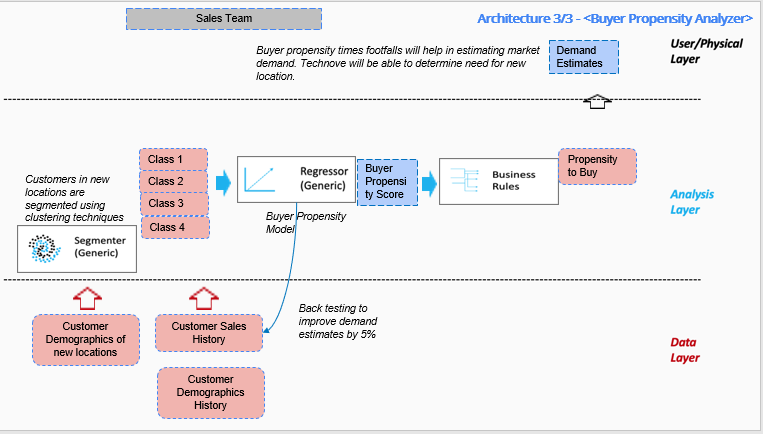 Sales Team
Architecture 3/3 - <Buyer Propensity Analyzer>
User/Physical
Layer
Buyer propensity times footfalls will help in estimating market
demand. Technove will be able to determine need for new
location.
Demand
Estimates
Customers in new
locations are
segmented using
clustering techniques
Segmenter
(Generic)
Class 1
Class 2
Class 3
Class 4
Regressor
(Generic)
Buyer Propensity
Model
Buyer
Propensi
ty Score
Business
Rules
Propensity
to Buy
Analysis
Layer
Customer
Demographics of
new locations
Customer Sales
History
Customer
Demographics
History
Back testing to
improve demand
estimates by 5%
Data
Layer